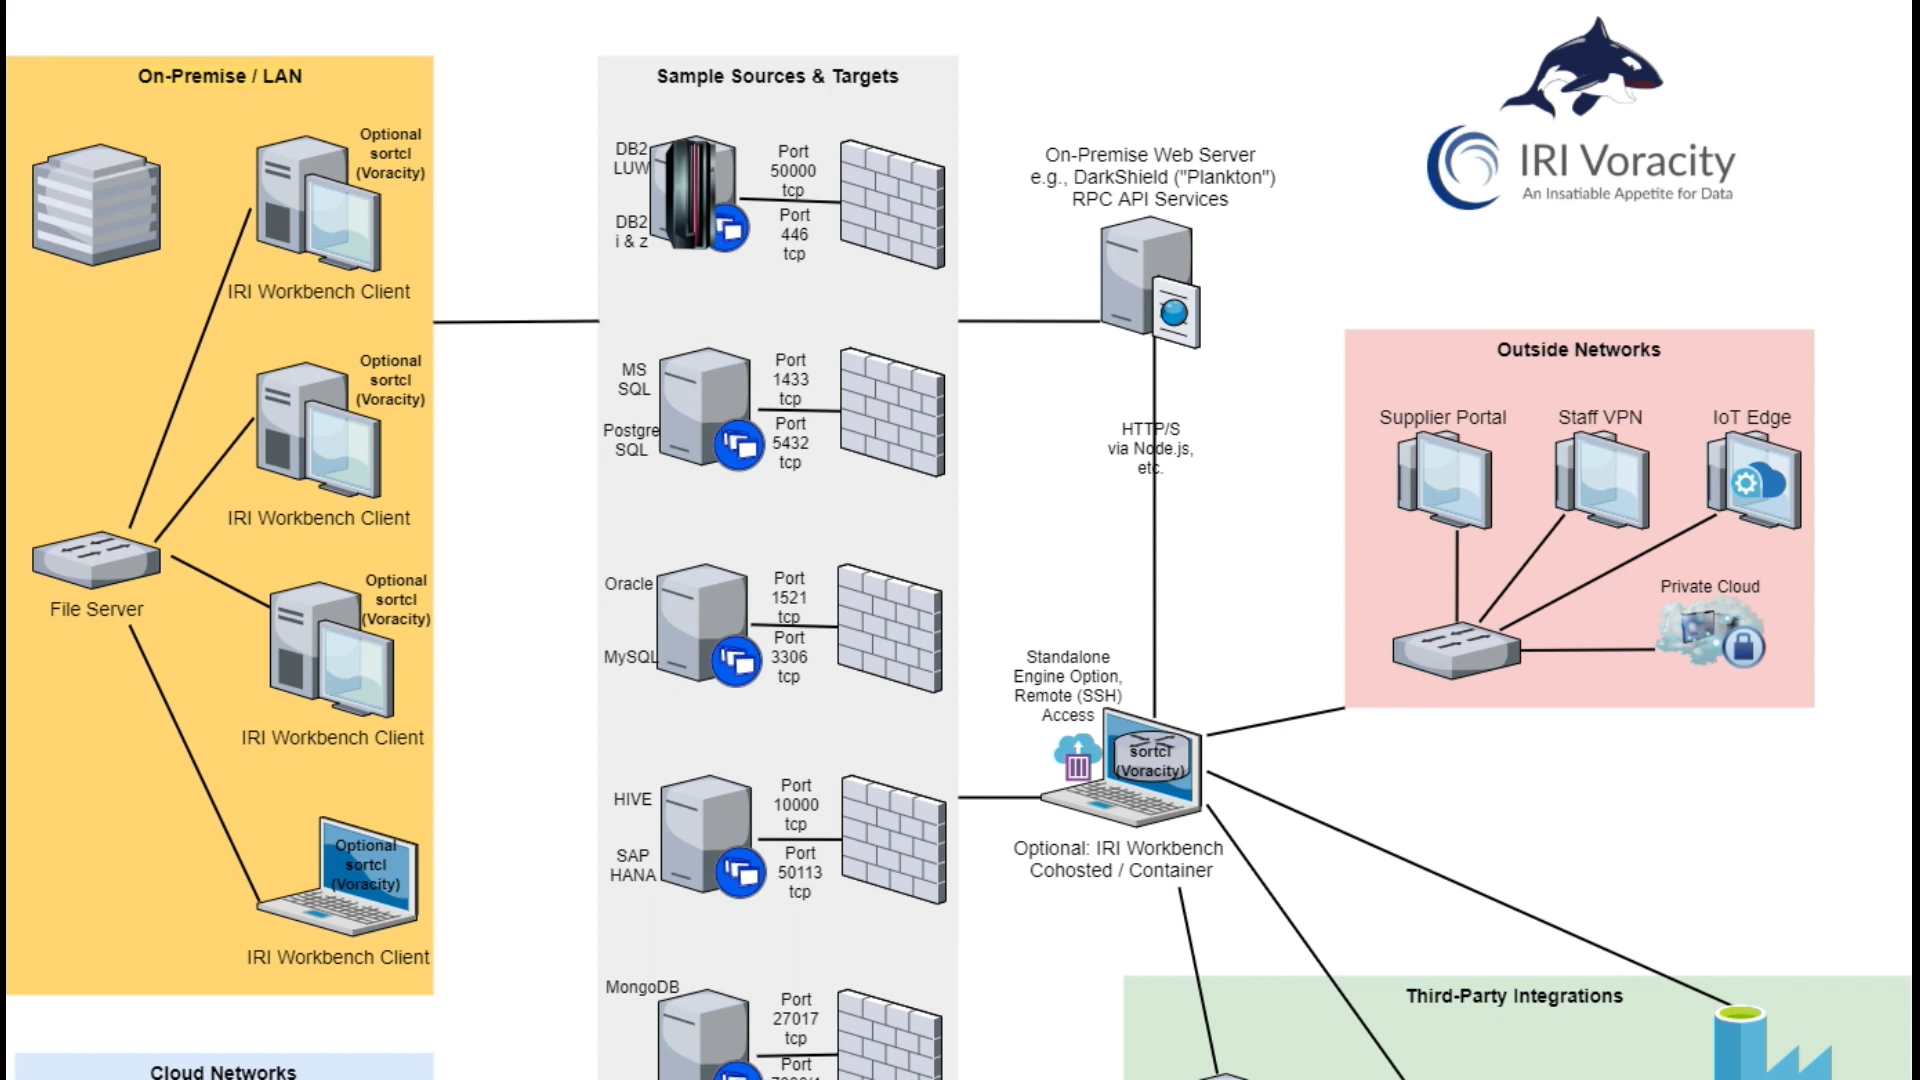 On-Premise / LAN
Optional
sortcl
(Voracity)
IRI Workbench Client
Optional
sortcl
(Voracity)
IRI Workbench Client
Optional
sortcl
(Voracity)
IRI Workbench Client
File Server
Optional
sortcl
(Voracity)
IRI Workbench Client
Cloud Networks
Sample Sources & Targets
DB2
LUW
DB2
i & z
Port
50000
tcp
Port
446
tcp
MS
SQL
Postgre
SQL
Port
1433
tcp
Port
5432
tcp
Oracle
MySQL
Port
1521
tcp
Port
3306
tcp
HIVE
SAP
HANA
Port
10000
tcp
Port
50113
tcp
MongoDB
Port
27017
tcp
Port
On-Premise Web Server
e.g., DarkShield ("Plankton")
RPC API Services
HTTP/S
via Node.js,
etc.
Standalone
Engine Option,
Remote (SSH)
Access
sortcl
(Voracity)
Optional: IRI Workbench
Cohosted / Container
IRI Voracity
An Insatiable Appetite for Data
Outside Networks
Supplier Portal
Staff VPN
IoT Edge
Private Cloud
Third-Party Integrations